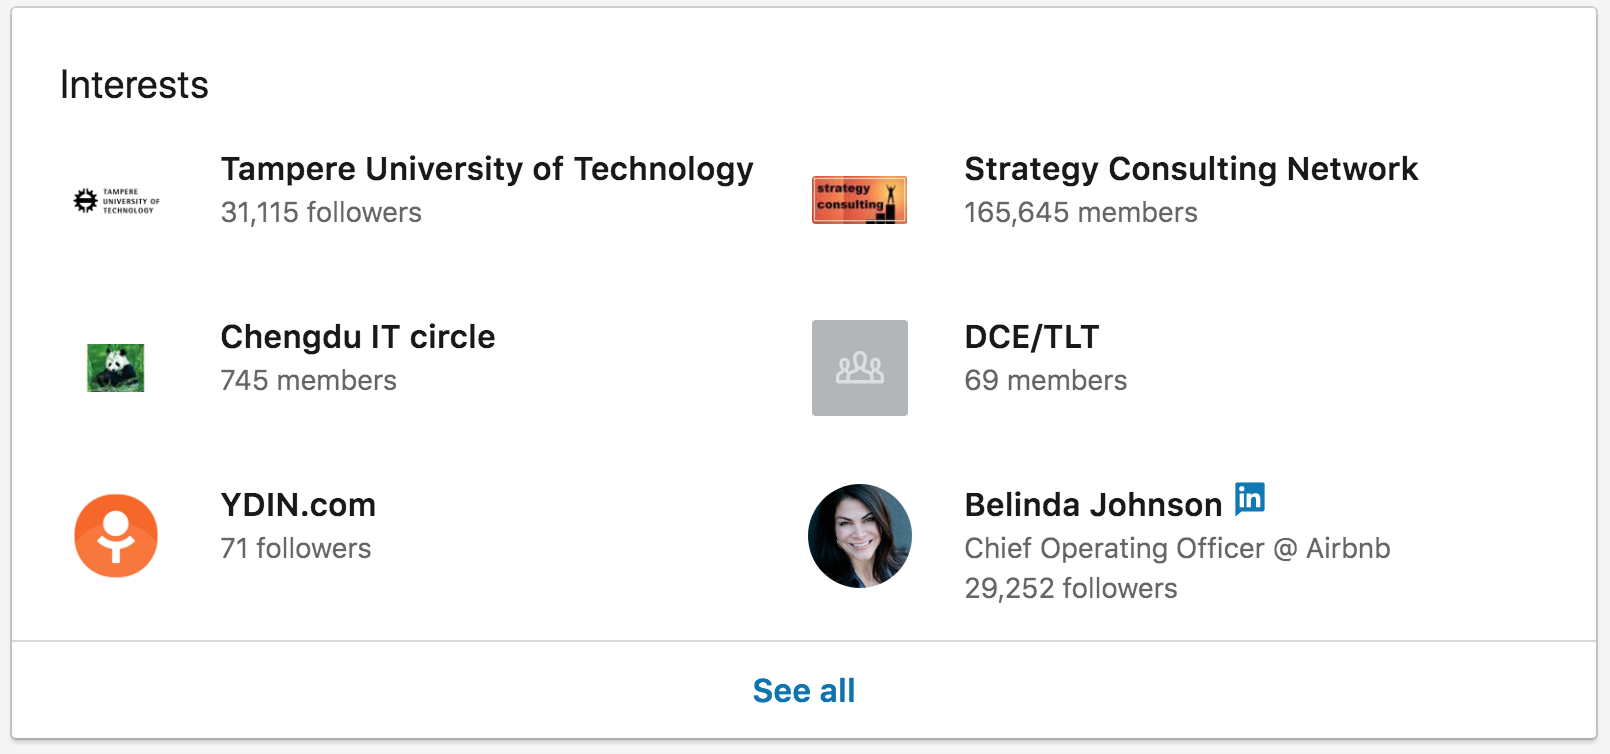 Interests
TAMPERE
UNIVERSITY OF
TECHNOLOGY
Tampere University of Technology
31,115 followers
strategy
consulting
Strategy Consulting Network
165,645 members
Chengdu IT circle
745 members
DCE/TLT
69 members
YDIN.com
71 followers
Belinda Johnson in
Chief Operating Officer @ Airbnb
29,252 followers
See all